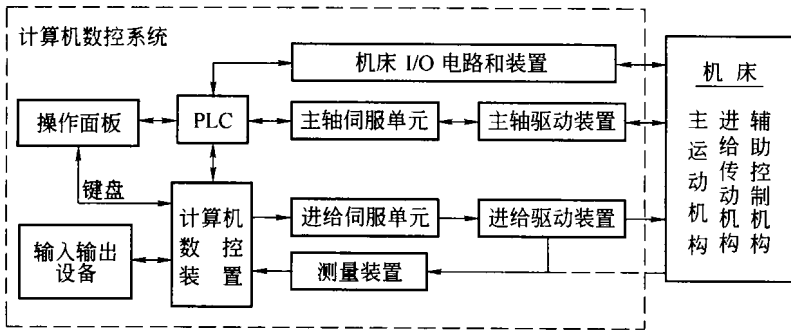 计算机数控系统
机床 I/O 电路和装置
操作面板
PLC
主轴伺服单元
主轴驱动装置
键盘
计算机
数控
装置
进给伺服单元
进给驱动装置
输入输出
设备
测量装置
机床
主运动机构
进给传动机构
辅助控制机构